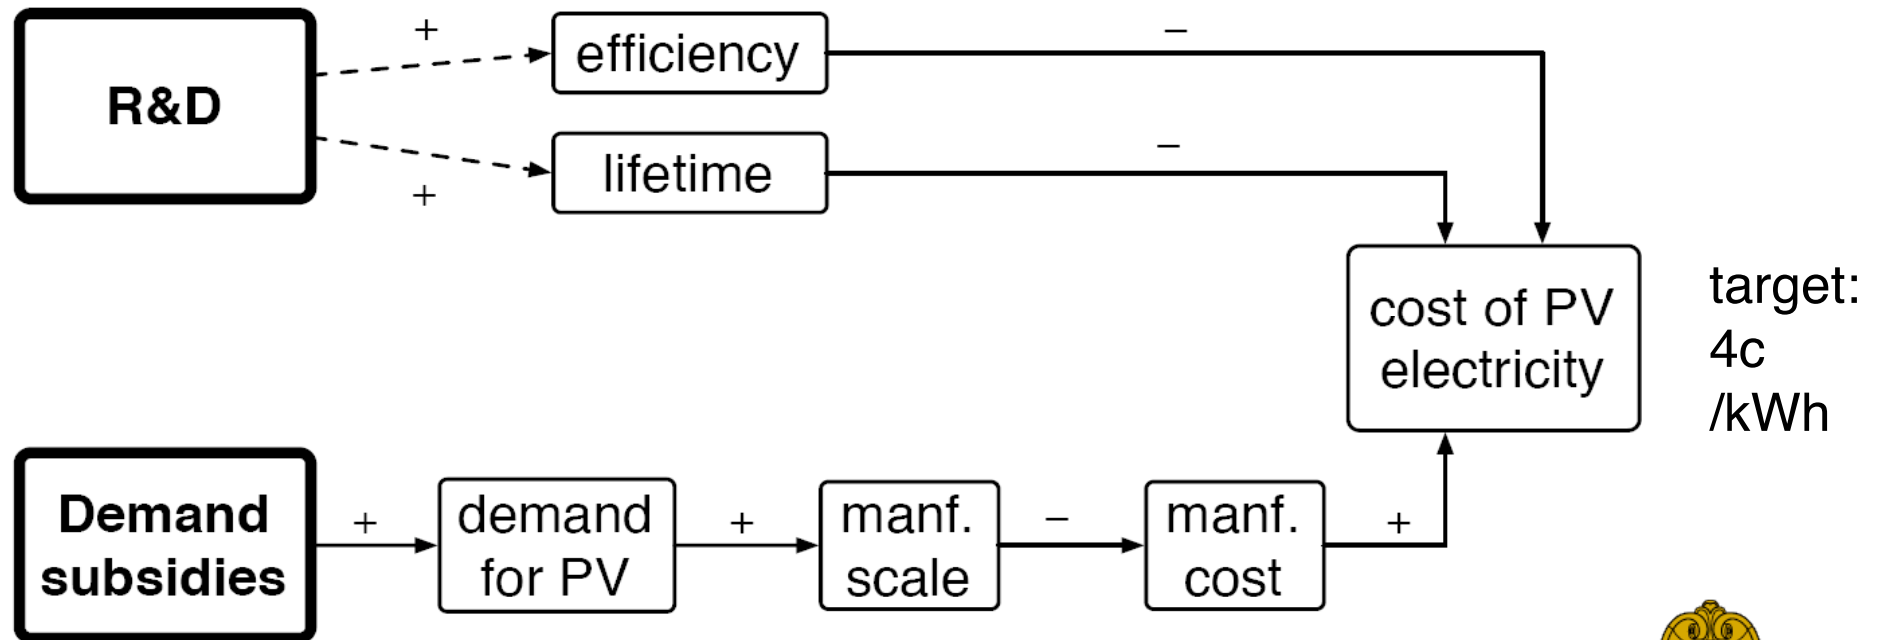 +
efficiency
–
R&D
lifetime
–
+
cost of PV
electricity
target:
4c
/kWh
Demand
subsidies
+
demand
for PV
+
manf.
scale
–
manf.
cost
+